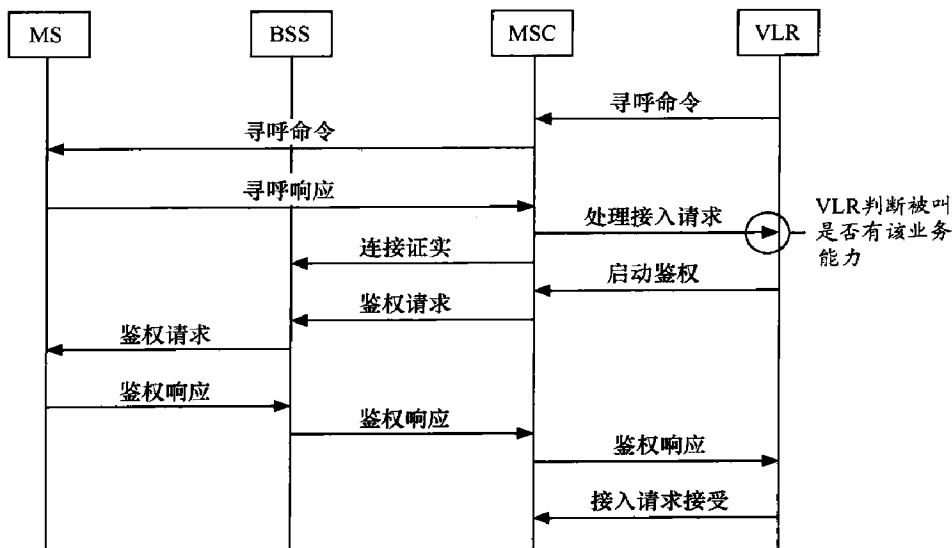 MS
BSS
MSC
VLR
寻呼命令
寻呼命令
寻呼响应
处理接入请求
VLR判断被叫
是否有该业务
能力
连接证实
启动鉴权
鉴权请求
鉴权请求
鉴权响应
鉴权响应
鉴权响应
接入请求接受